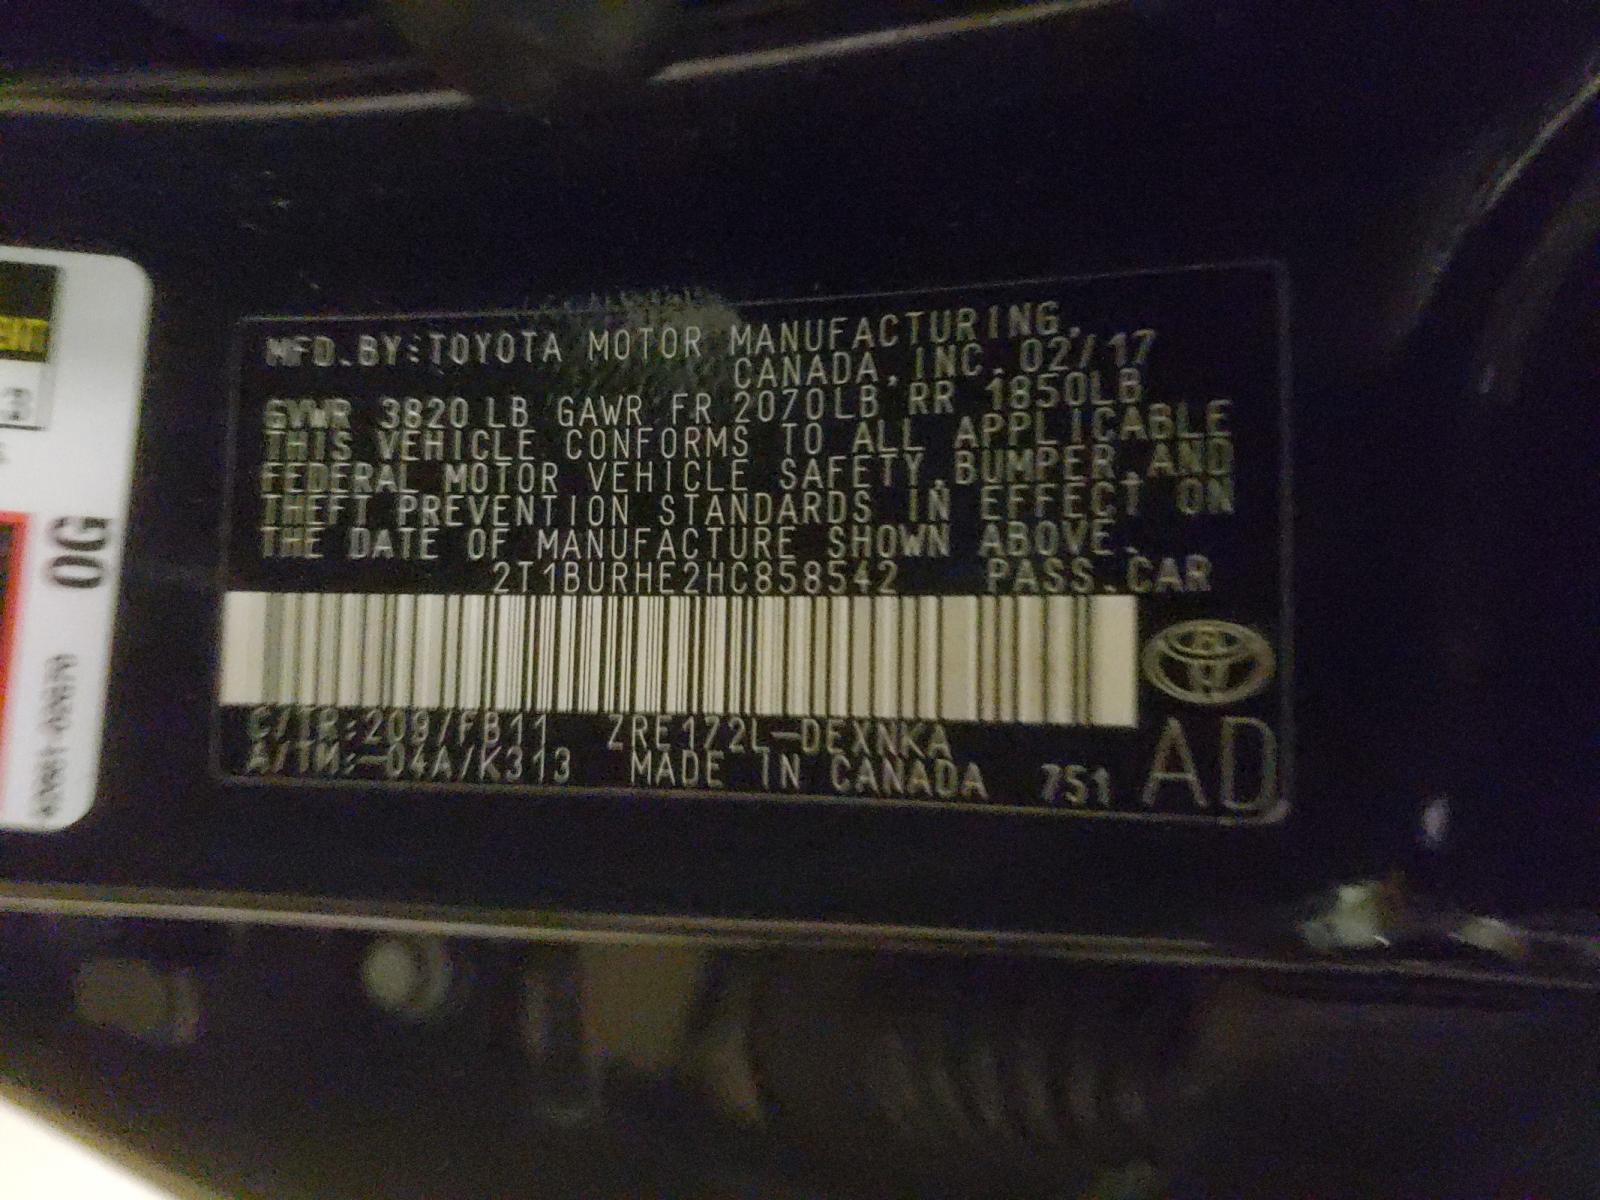 MFD.BY:TOYOTA MOTOR MANUFACTURING,
CANADA, INC. 02/17
GVWR 3820 LB GAWR FR 2070LB RR 1850LB
THIS VEHICLE CONFORMS TO ALL APPLICABLE
FEDERAL MOTOR VEHICLE SAFETY, BUMPER, AND
THEFT PREVENTION STANDARDS IN EFFECT ON
THE DATE OF MANUFACTURE SHOWN ABOVE.
2T1BURHE2HC858542 PASS.CAR
C/TR:209/FB11 ZRE172L-DEXNKA
A/TM:-04A/K313 MADE IN CANADA 751 AD
0G